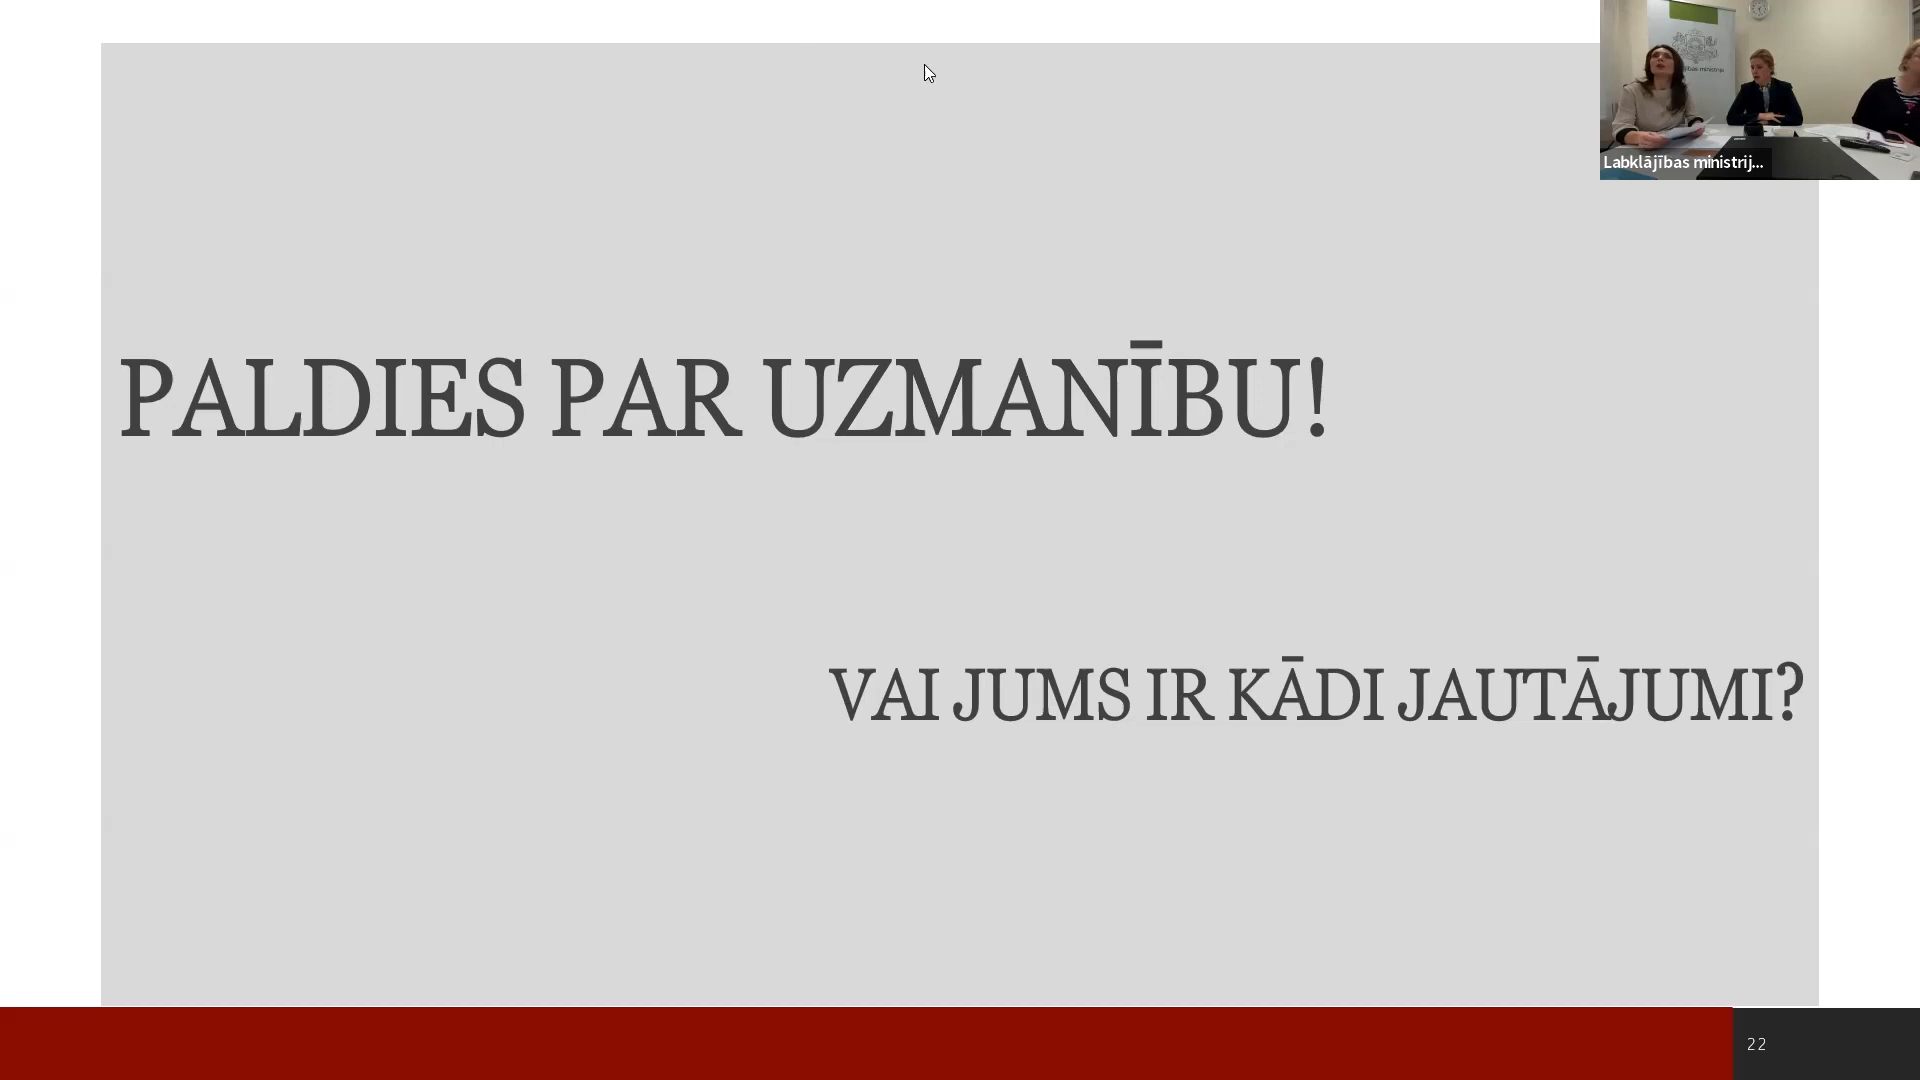 PALDIES PAR UZMANĪBU!
VAI JUMS IR KĀDI JAUTĀJUMI?
Labklājības ministrij...
22